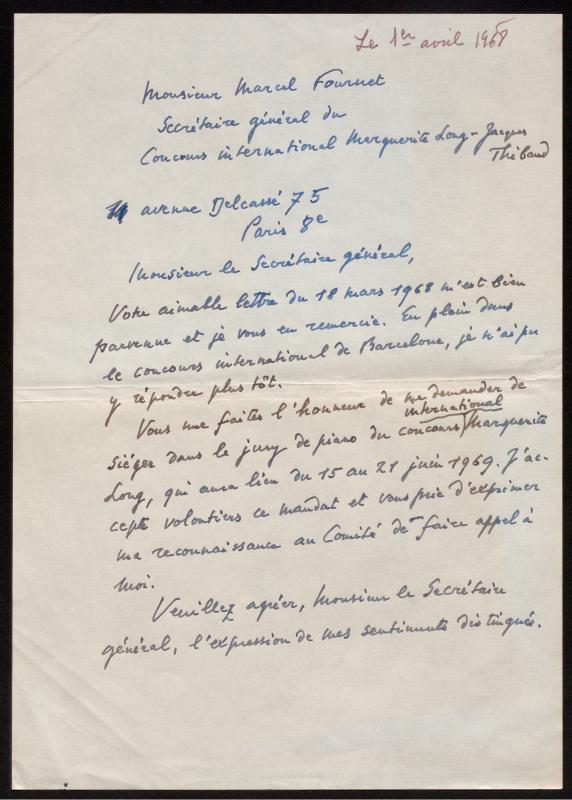 Le 1er avril 1968
Monsieur Marcel Fournet
Secrétaire général du
Concours international Marguerite Long - Jacques
Thibaud
11 avenue Delcassé 75
Paris 8e
Monsieur le Secrétaire général,
Votre aimable lettre du 18 mars 1968 m'est bien
parvenue et je vous en remercie. En plein dans
le concours international de Barcelone, je n'ai pu
y répondre plus tôt.
Vous me faites l'honneur de me demander de
international
siéger dans le jury de piano du concours Marguerite
Long, qui aura lieu du 15 au 21 juin 1969. J'ac-
cepte volontiers ce mandat et vous prie d'exprimer
ma reconnaissance au Comité de faire appel à
moi.
Veuillez agréer, Monsieur le Secrétaire
général, l'expression de mes sentiments distingués.